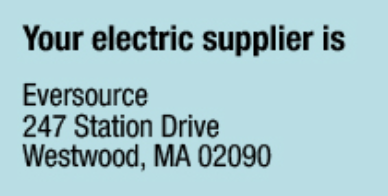 Your electric supplier is
Eversource
247 Station Drive
Westwood, MA 02090